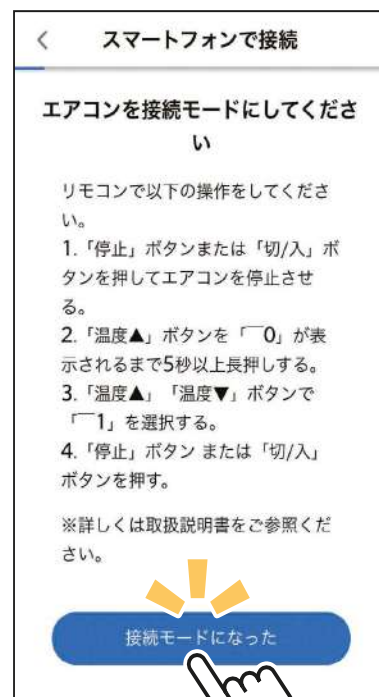 スマートフォンで接続
エアコンを接続モードにしてくださ
い
リモコンで以下の操作をしてくださ
い。
1.「停止」ボタンまたは「切/入」ボ
タンを押してエアコンを停止させ
る。
2.「温度▲」ボタンを「￣0」が表
示されるまで5秒以上長押しする。
3.「温度▲」「温度▼」ボタンで
「￣1」を選択する。
4.「停止」ボタン または「切/入」
ボタンを押す。
※詳しくは取扱説明書をご参照くだ
さい。
接続モードになった